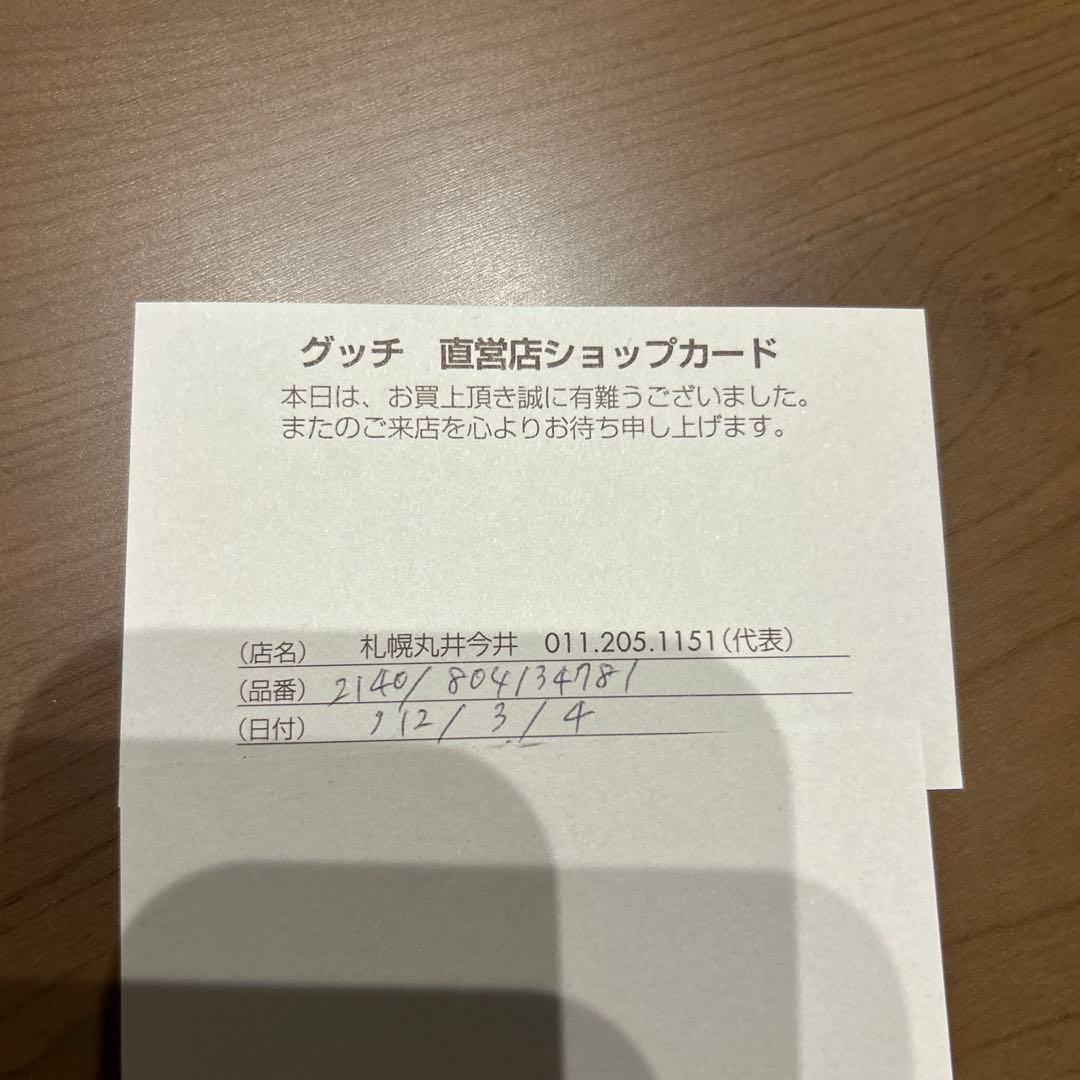 グッチ 直営店ショップカード
本日は、お買上頂き誠に有難うございました。
またのご来店を心よりお待ち申し上げます。
(店名) 札幌丸井今井 011.205.1151(代表)
(品番) 2140/804134781
(日付) '12/3/4